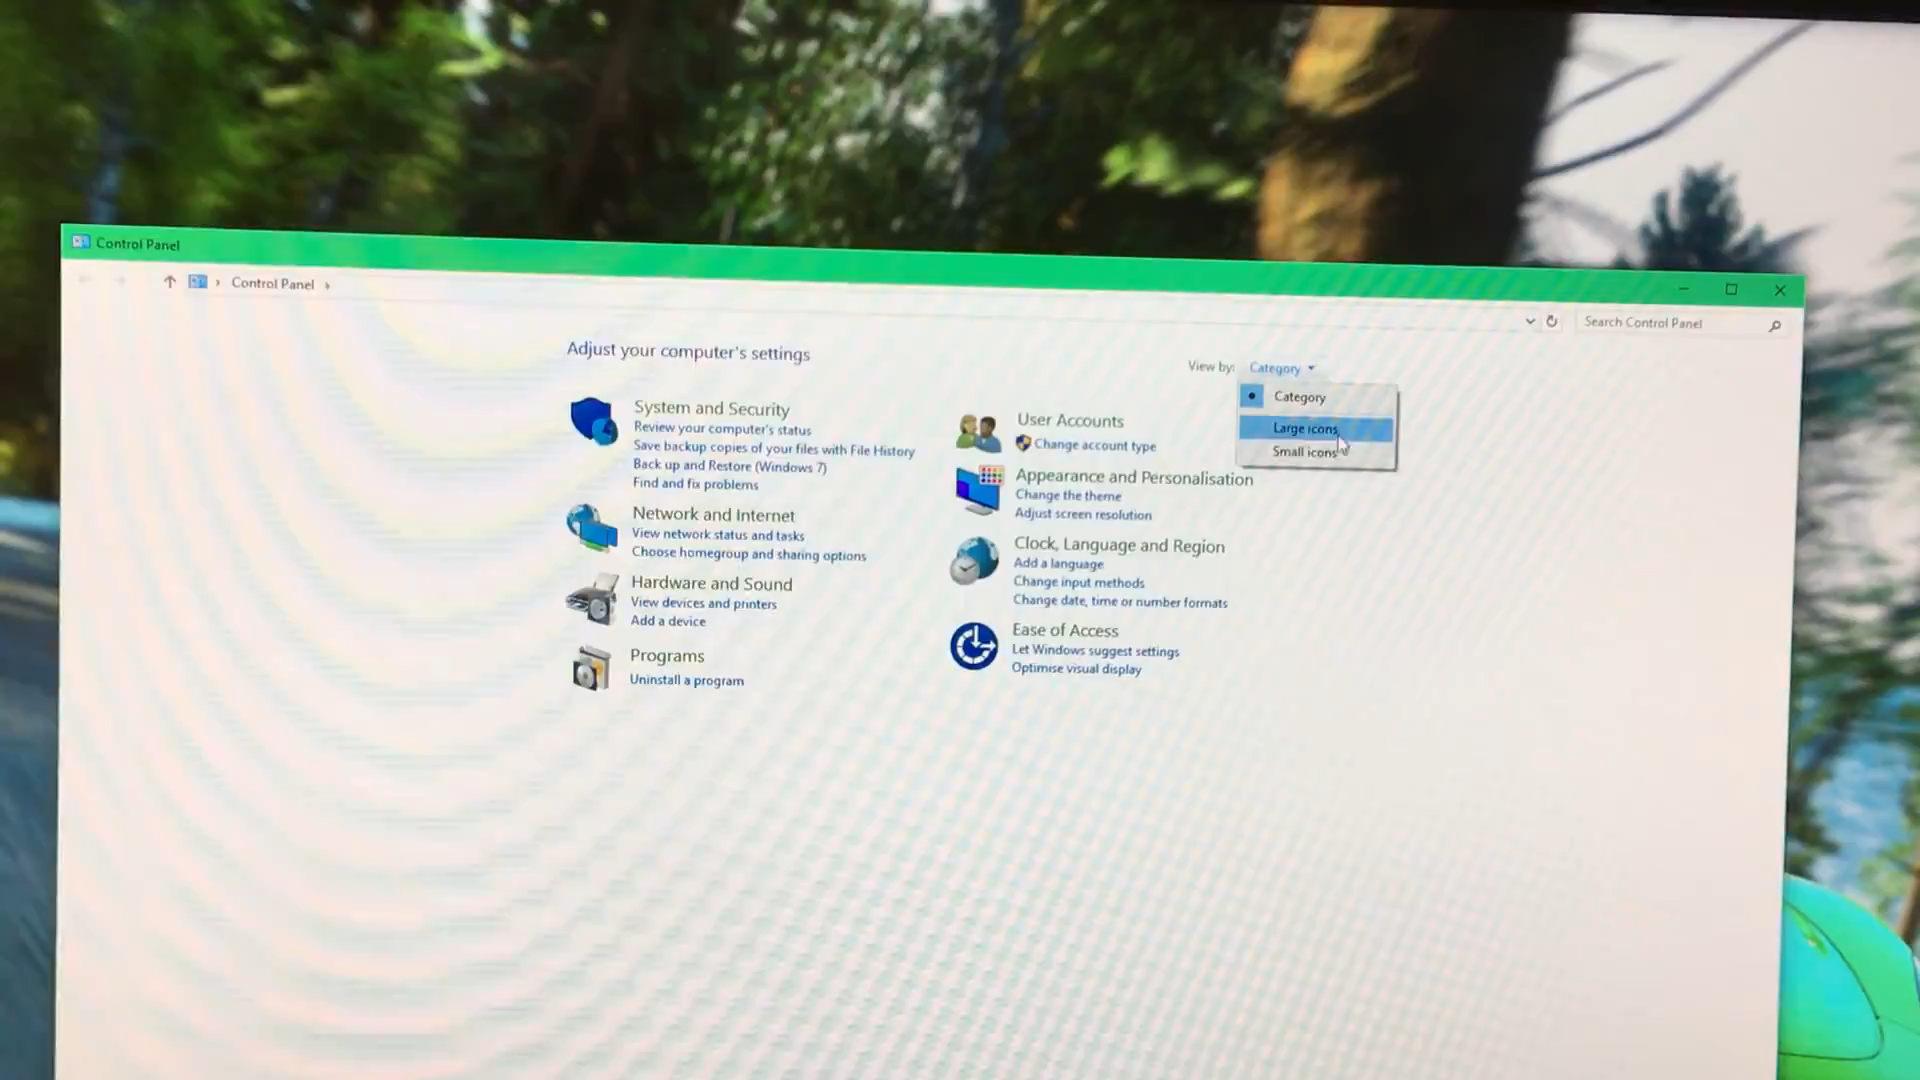 Control Panel
Control Panel
Search Control Panel
Adjust your computer's settings
View by: Category
Category
Large icons
Small icons
System and Security
Review your computer's status
Save backup copies of your files with File History
Back up and Restore (Windows 7)
Find and fix problems
Network and Internet
View network status and tasks
Choose homegroup and sharing options
Hardware and Sound
View devices and printers
Add a device
Programs
Uninstall a program
User Accounts
Change account type
Appearance and Personalisation
Change the theme
Adjust screen resolution
Clock, Language and Region
Add a language
Change input methods
Change date, time or number formats
Ease of Access
Let Windows suggest settings
Optimise visual display